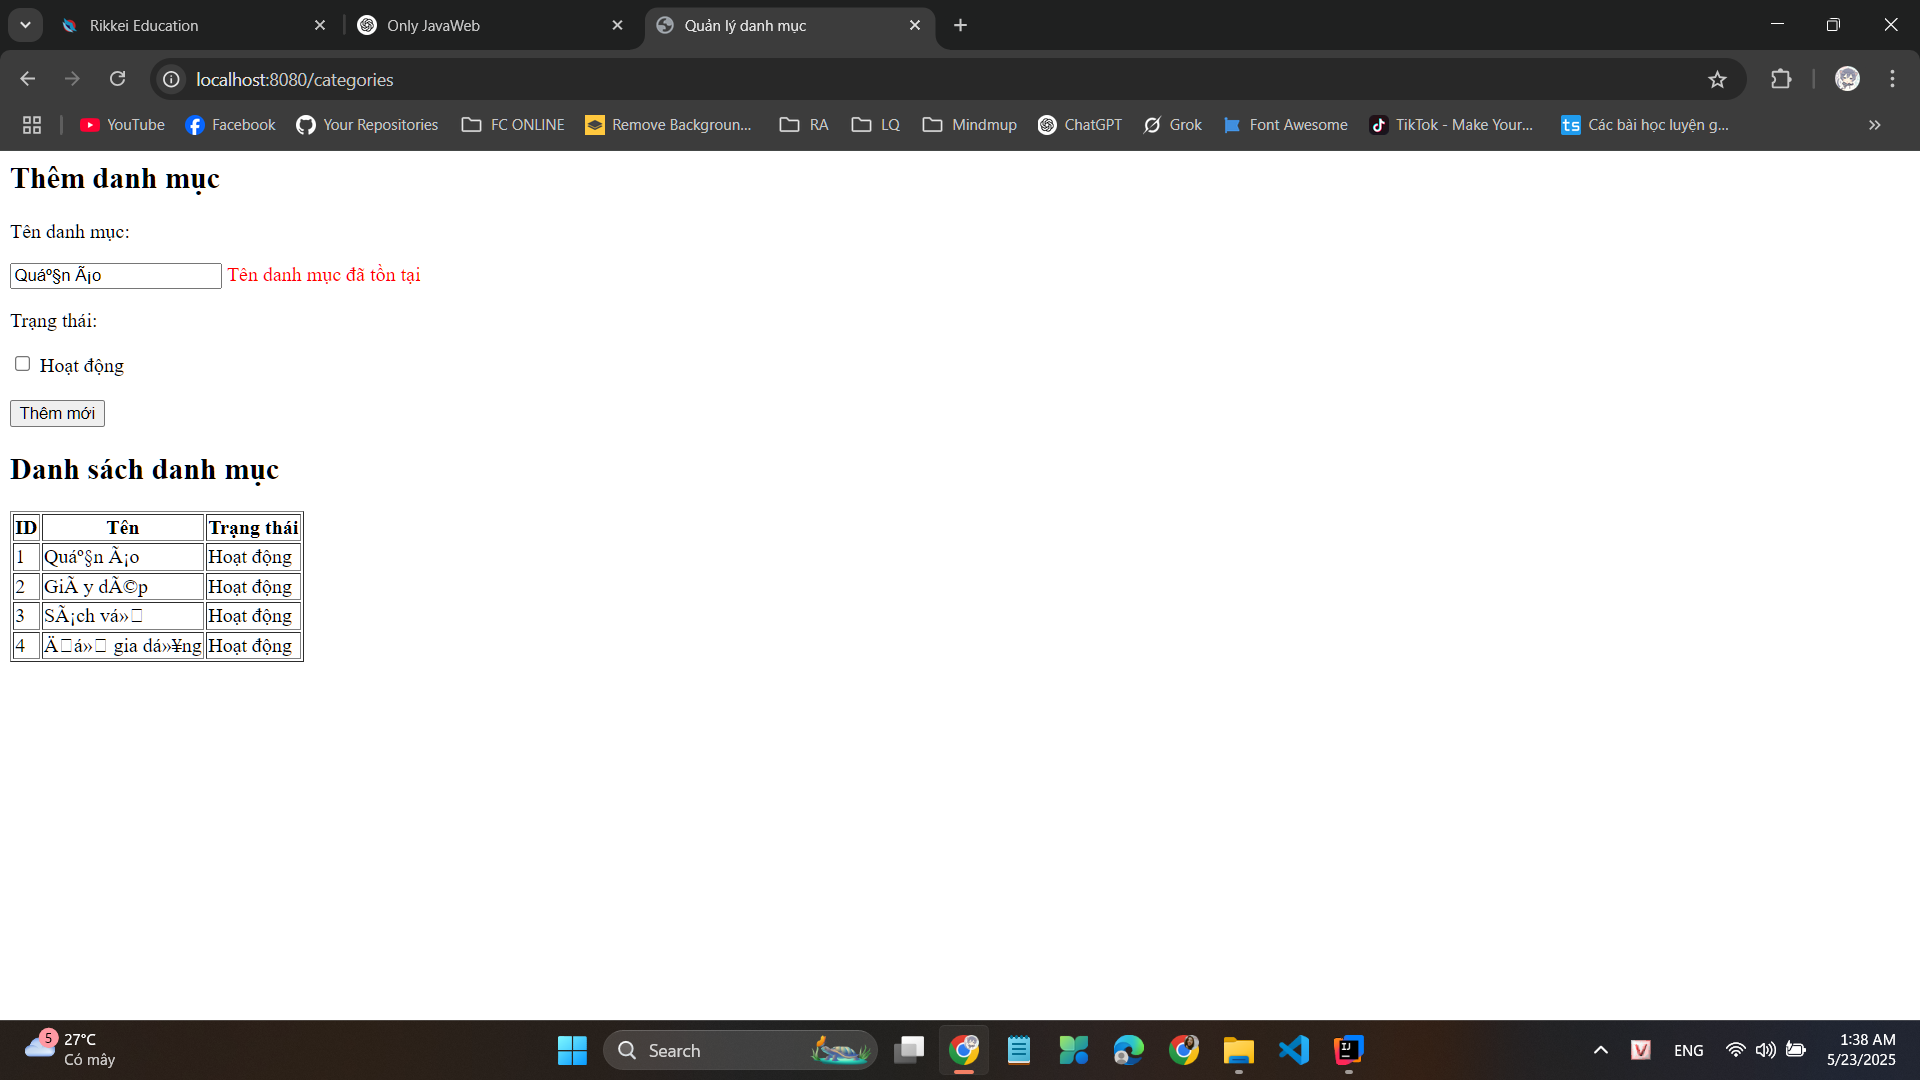 Rikkei Education
Only JavaWeb
Quản lý danh mục
localhost:8080/categories
YouTube
Facebook
Your Repositories
FC ONLINE
Remove Backgroun...
RA
LQ
Mindmup
ChatGPT
Grok
Font Awesome
TikTok - Make Your...
ts
Các bài học luyện g...
Thêm danh mục
Tên danh mục:
Quáº§n Ã¡o Tên danh mục đã tồn tại
Trạng thái:
Hoạt động
Thêm mới
Danh sách danh mục
ID Tên Trạng thái
1 Quáº§n Ã¡o Hoạt động
2 GiÃ y dÃ©p Hoạt động
3 SÃ¡ch vá»□ Hoạt động
4 Ä□á»□ gia dá»¥ng Hoạt động
5
27°C
Có mây
Search
V
ENG
1:38 AM
5/23/2025